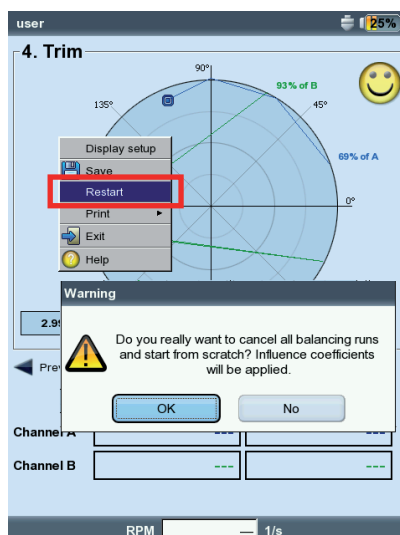 user
25%
4. Trim
90°
93% of B
135°
45°
69% of A
0°
Display setup
Save
Restart
Print
Exit
Help
Warning
2.9
Do you really want to cancel all balancing runs
and start from scratch? Influence coefficients
will be applied.
Pre
OK
No
Channel A
---
---
Channel B
---
---
RPM
—
1/s